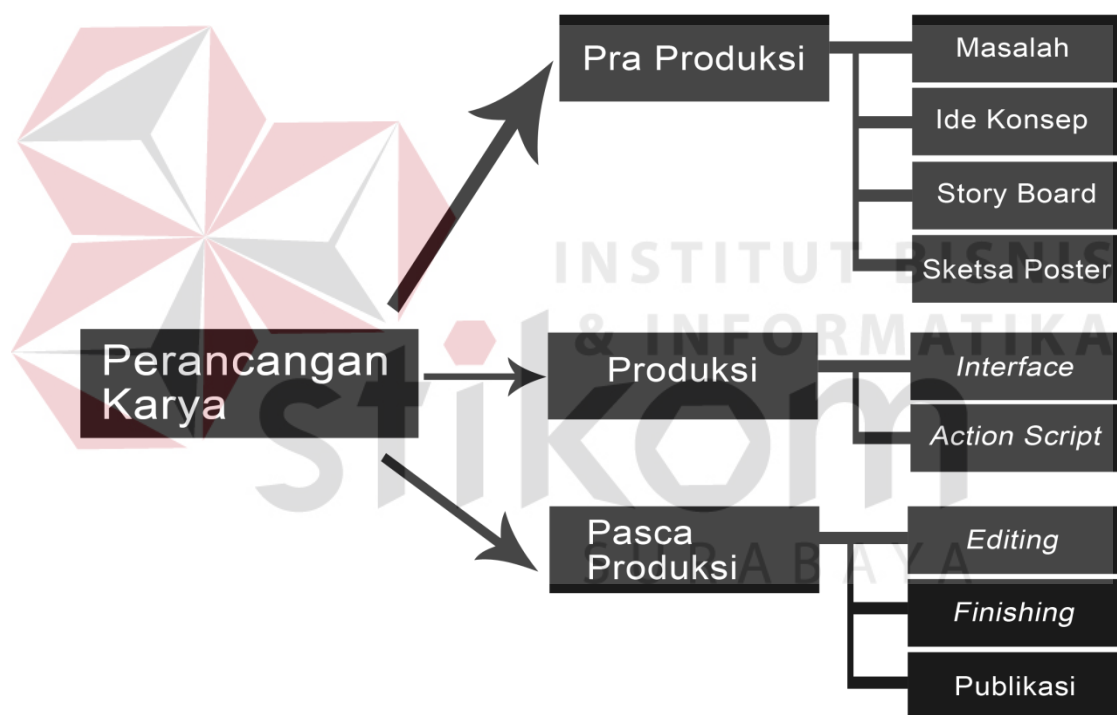 Perancangan
Karya
Pra Produksi
Masalah
Ide Konsep
Story Board
Sketsa Poster
Produksi
Interface
Action Script
Pasca
Produksi
Editing
Finishing
Publikasi
INSTITUT BISNIS
& INFORMATIKA
stikom
SURABAYA